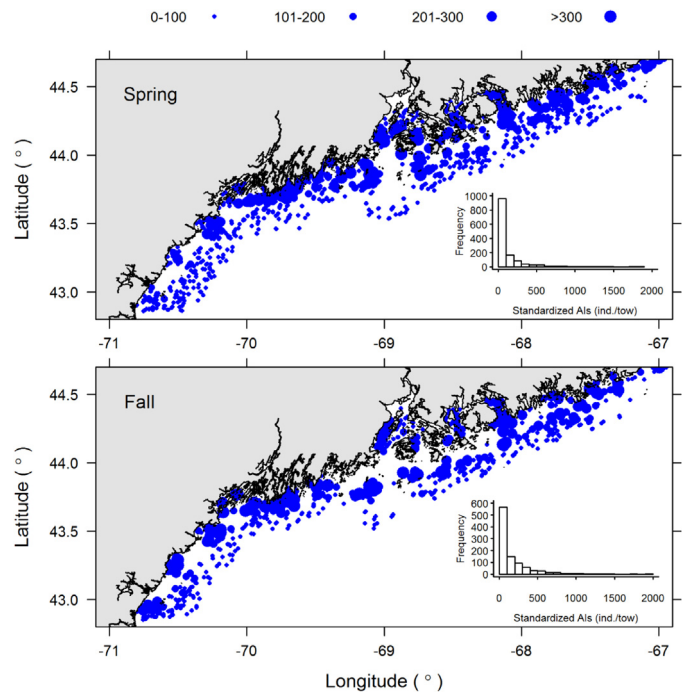 0-100 101-200 201-300 >300
Spring
Latitude ( ° )
44.5
44.0
43.5
43.0
-71 -70 -69 -68 -67
Frequency
1000
800
600
400
200
0
0 500 1000 1500 2000
Standardized AIs (ind./tow)
Fall
Latitude ( ° )
44.5
44.0
43.5
43.0
-71 -70 -69 -68 -67
Frequency
600
500
400
300
200
100
0
0 500 1000 1500 2000
Standardized AIs (ind./tow)
Longitude ( ° )